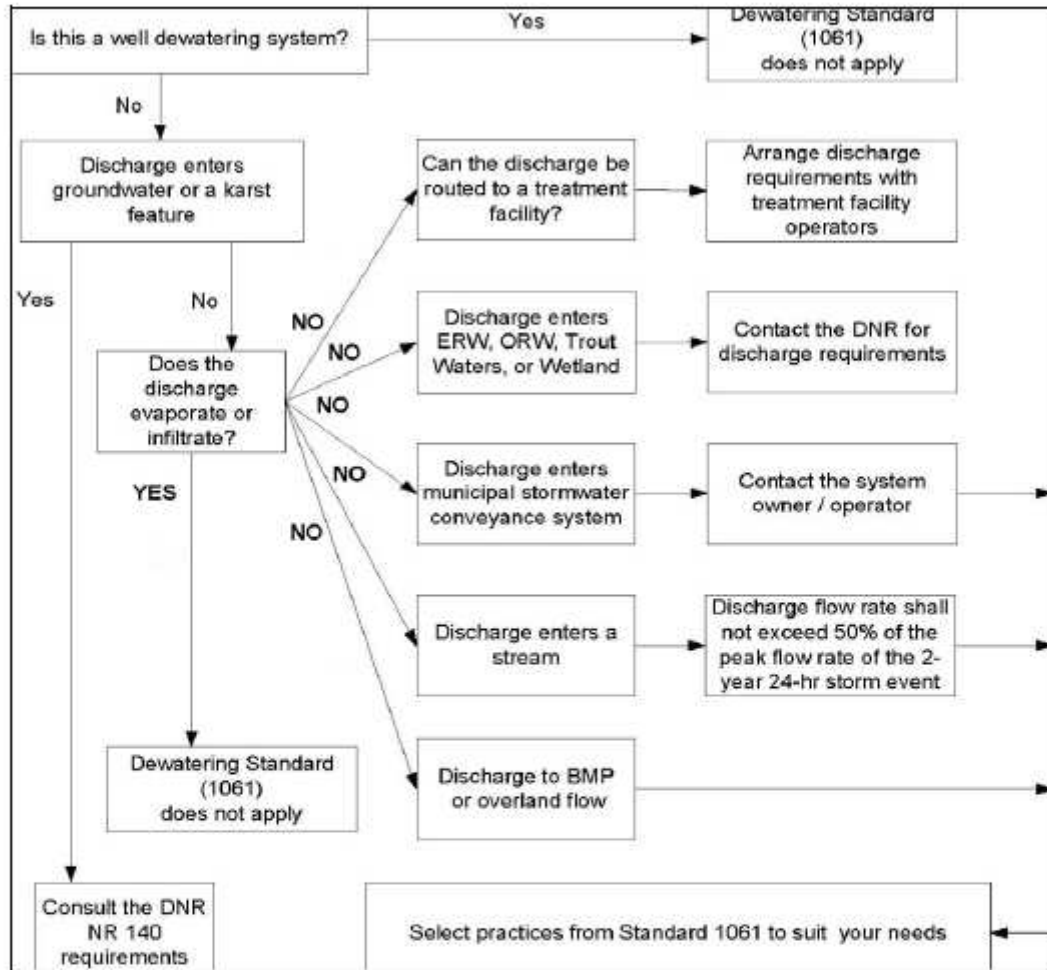 Is this a well dewatering system?
Yes
Dewatering Standard
(1061)
does not apply
No
Discharge enters
groundwater or a karst
feature
Can the discharge be
routed to a treatment
facility?
Arrange discharge
requirements with
treatment facility
operators
Yes
No
NO
NO
NO
NO
NO
Does the
discharge
evaporate or
infiltrate?
Discharge enters
ERW, ORW, Trout
Waters, or Wetland
Contact the DNR for
discharge requirements
YES
Discharge enters
municipal stormwater
conveyance system
Contact the system
owner / operator
Discharge enters a
stream
Discharge flow rate shall
not exceed 50% of the
peak flow rate of the 2-
year 24-hr storm event
Dewatering Standard
(1061)
does not apply
Discharge to BMP
or overland flow
Consult the DNR
NR 140
requirements
Select practices from Standard 1061 to suit your needs